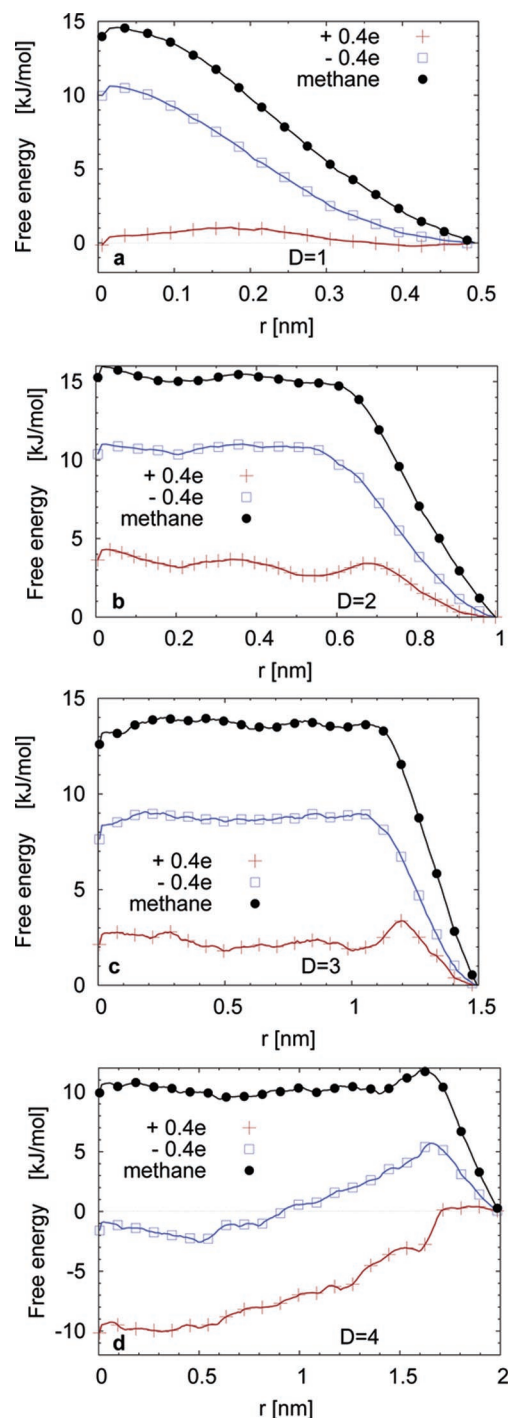 Free energy [kJ/mol]
15
10
5
0
+ 0.4e
- 0.4e
methane
a
D=1
0 0.1 0.2 0.3 0.4 0.5
r [nm]
Free energy [kJ/mol]
15
10
5
0
+ 0.4e
- 0.4e
methane
b
D=2
0 0.2 0.4 0.6 0.8 1
r [nm]
Free energy [kJ/mol]
15
10
5
0
+ 0.4e
- 0.4e
methane
c
D=3
0 0.5 1 1.5
r [nm]
Free energy [kJ/mol]
10
5
0
-5
-10
+ 0.4e
- 0.4e
methane
d
D=4
0 0.5 1 1.5 2
r [nm]